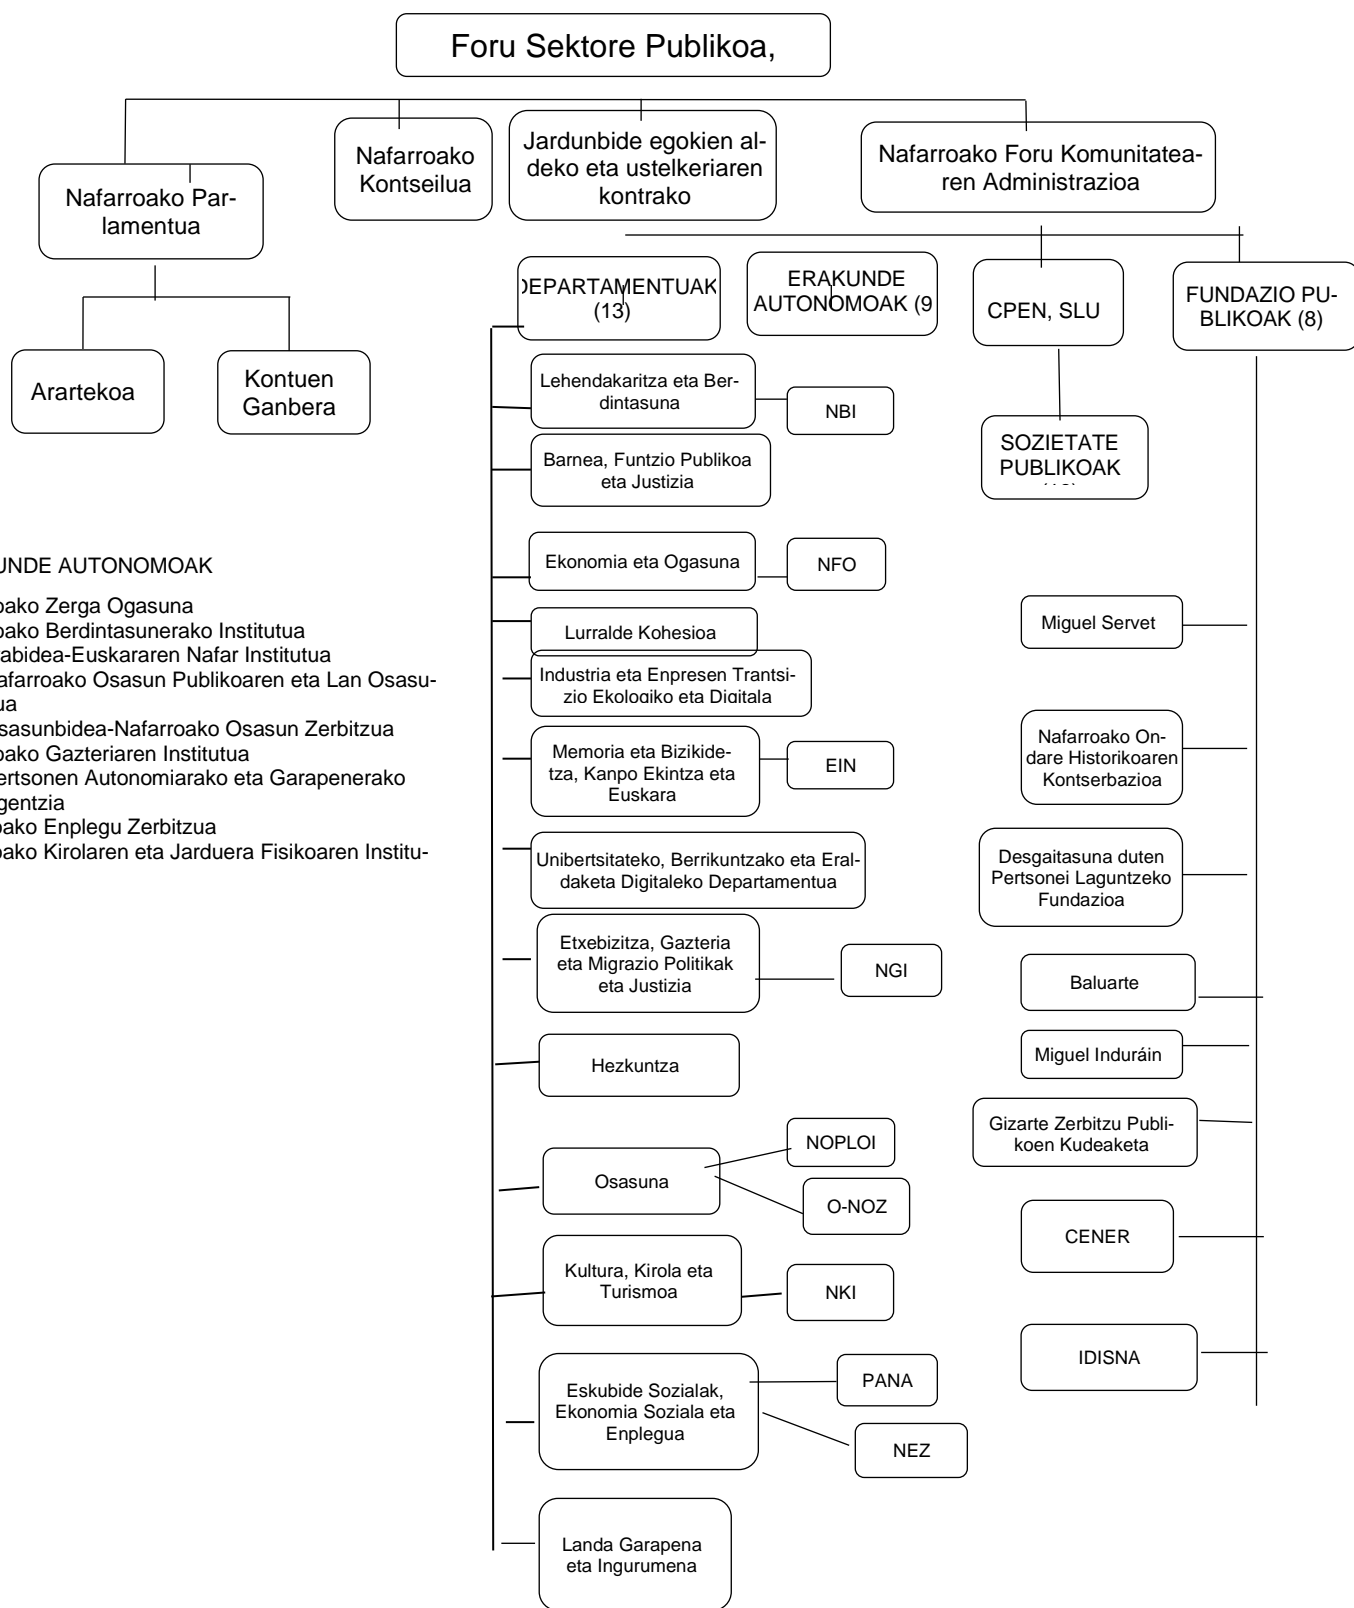 Foru Sektore Publikoa,
Nafarroako Par-
lamentua
Nafarroako
Kontseilua
Jardunbide egokien al-
deko eta ustelkeriaren
kontrako
Nafarroako Foru Komunitatea-
ren Administrazioa
Arartekoa
Kontuen
Ganbera
DEPARTAMENTUAK
(13)
ERAKUNDE
AUTONOMOAK (9
CPEN, SLU
FUNDAZIO PU-
BLIKOAK (8)
SOZIETATE
PUBLIKOAK
Lehendakaritza eta Ber-
dintasuna
NBI
Barnea, Funtzio Publikoa
eta Justizia
Ekonomia eta Ogasuna
NFO
Lurralde Kohesioa
Industria eta Enpresen Trantsi-
zio Ekologiko eta Digitala
Memoria eta Bizikide-
tza, Kanpo Ekintza eta
Euskara
EIN
Unibertsitateko, Berrikuntzako eta Eral-
daketa Digitaleko Departamentua
Etxebizitza, Gazteria
eta Migrazio Politikak
eta Justizia
NGI
Hezkuntza
Osasuna
NOPLOI
O-NOZ
Kultura, Kirola eta
Turismoa
NKI
Eskubide Sozialak,
Ekonomia Soziala eta
Enplegua
PANA
NEZ
Landa Garapena
eta Ingurumena
Miguel Servet
Nafarroako On-
dare Historikoaren
Kontserbazioa
Desgaitasuna duten
Pertsonei Laguntzeko
Fundazioa
Baluarte
Miguel Induráin
Gizarte Zerbitzu Publi-
koen Kudeaketa
CENER
IDISNA
UNDE AUTONOMOAK
oako Zerga Ogasuna
oako Berdintasunerako Institutua
rabidea-Euskararen Nafar Institutua
afarroako Osasun Publikoaren eta Lan Osasu-
ua
sasunbidea-Nafarroako Osasun Zerbitzua
oako Gazteriaren Institutua
ertsonen Autonomiarako eta Garapenerako
gentzia
oako Enplegu Zerbitzua
oako Kirolaren eta Jarduera Fisikoaren Institu-